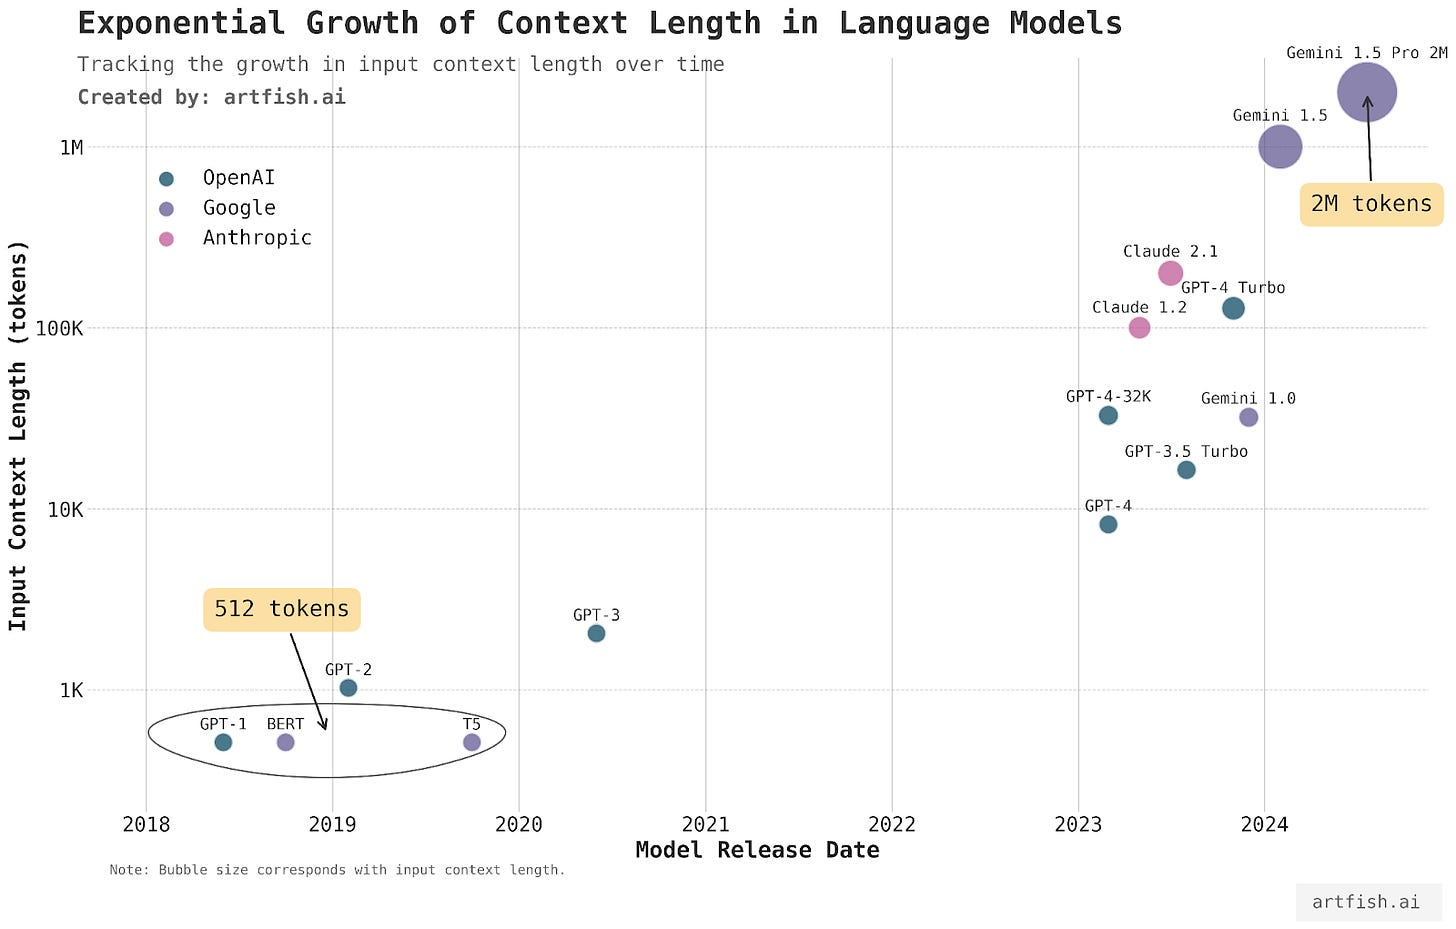 Exponential Growth of Context Length in Language Models
Tracking the growth in input context length over time
Created by: artfish.ai
OpenAI
Google
Anthropic
Input Context Length (tokens)
1M
100K
10K
1K
Gemini 1.5 Pro 2M
Gemini 1.5
2M tokens
Claude 2.1
GPT-4 Turbo
Claude 1.2
GPT-4-32K
Gemini 1.0
GPT-3.5 Turbo
GPT-4
512 tokens
GPT-3
GPT-2
GPT-1
BERT
T5
2018
2019
2020
2021
2022
2023
2024
Model Release Date
Note: Bubble size corresponds with input context length.
artfish.ai